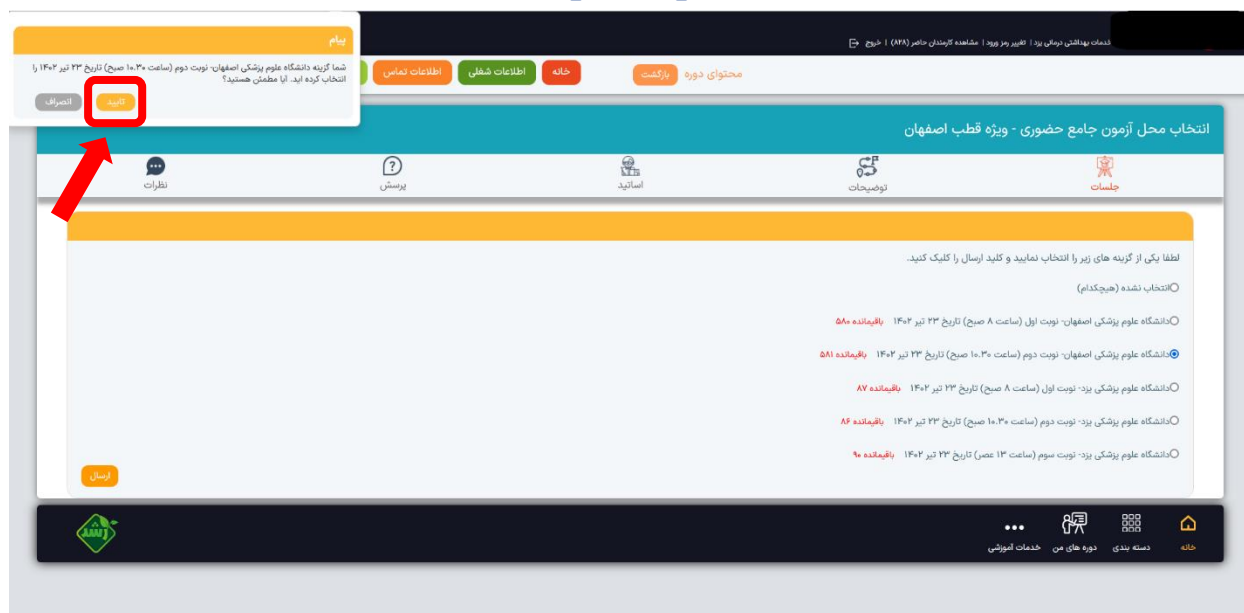 خدمات بهداشتی درمانی یزد | تغییر رمز ورود | مشاهده کارمندان حاضر (۸۲۸) | خروج
پیام
شما گزینه دانشگاه علوم پزشکی اصفهان- نوبت دوم (ساعت ۱۰.۳۰ صبح) تاریخ ۲۳ تیر ۱۴۰۲ را
انتخاب کرده اید. آیا مطمئن هستید؟
تایید
انصراف
محتوای دوره
بازگشت
خانه
اطلاعات شغلی
اطلاعات تماس
انتخاب محل آزمون جامع حضوری - ویژه قطب اصفهان
جلسات
توضیحات
اساتید
پرسش
نظرات
لطفا یکی از گزینه های زیر را انتخاب نمایید و کلید ارسال را کلیک کنید.
انتخاب نشده (هیچکدام)
دانشگاه علوم پزشکی اصفهان- نوبت اول (ساعت ۸ صبح) تاریخ ۲۳ تیر ۱۴۰۲ باقیمانده ۵۸۰
دانشگاه علوم پزشکی اصفهان- نوبت دوم (ساعت ۱۰.۳۰ صبح) تاریخ ۲۳ تیر ۱۴۰۲ باقیمانده ۵۸۱
دانشگاه علوم پزشکی یزد- نوبت اول (ساعت ۸ صبح) تاریخ ۲۳ تیر ۱۴۰۲ باقیمانده ۸۷
دانشگاه علوم پزشکی یزد- نوبت دوم (ساعت ۱۰.۳۰ صبح) تاریخ ۲۳ تیر ۱۴۰۲ باقیمانده ۸۶
دانشگاه علوم پزشکی یزد- نوبت سوم (ساعت ۱۳ عصر) تاریخ ۲۳ تیر ۱۴۰۲ باقیمانده ۹۰
ارسال
خانه
دسته بندی
دوره های من
خدمات آموزشی
رشد